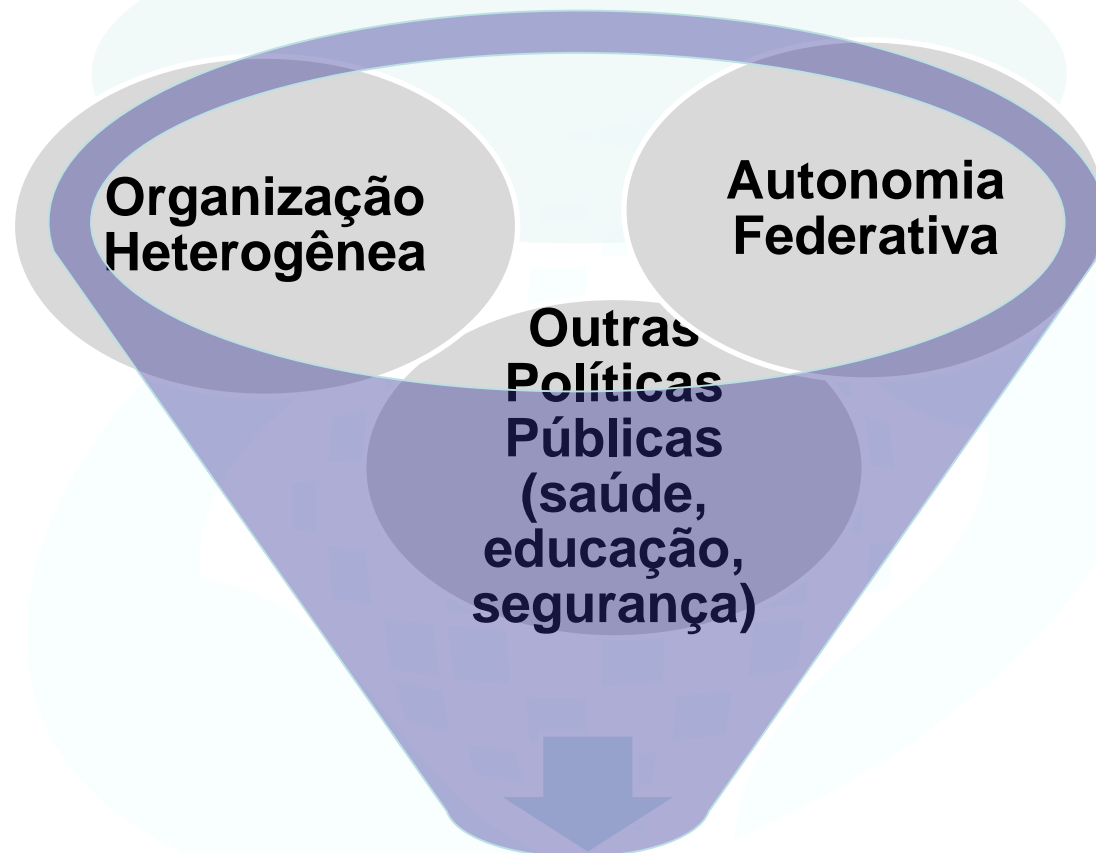 Organização
Heterogênea
Autonomia
Federativa
Outras
Políticas
Públicas
(saúde,
educação,
segurança)